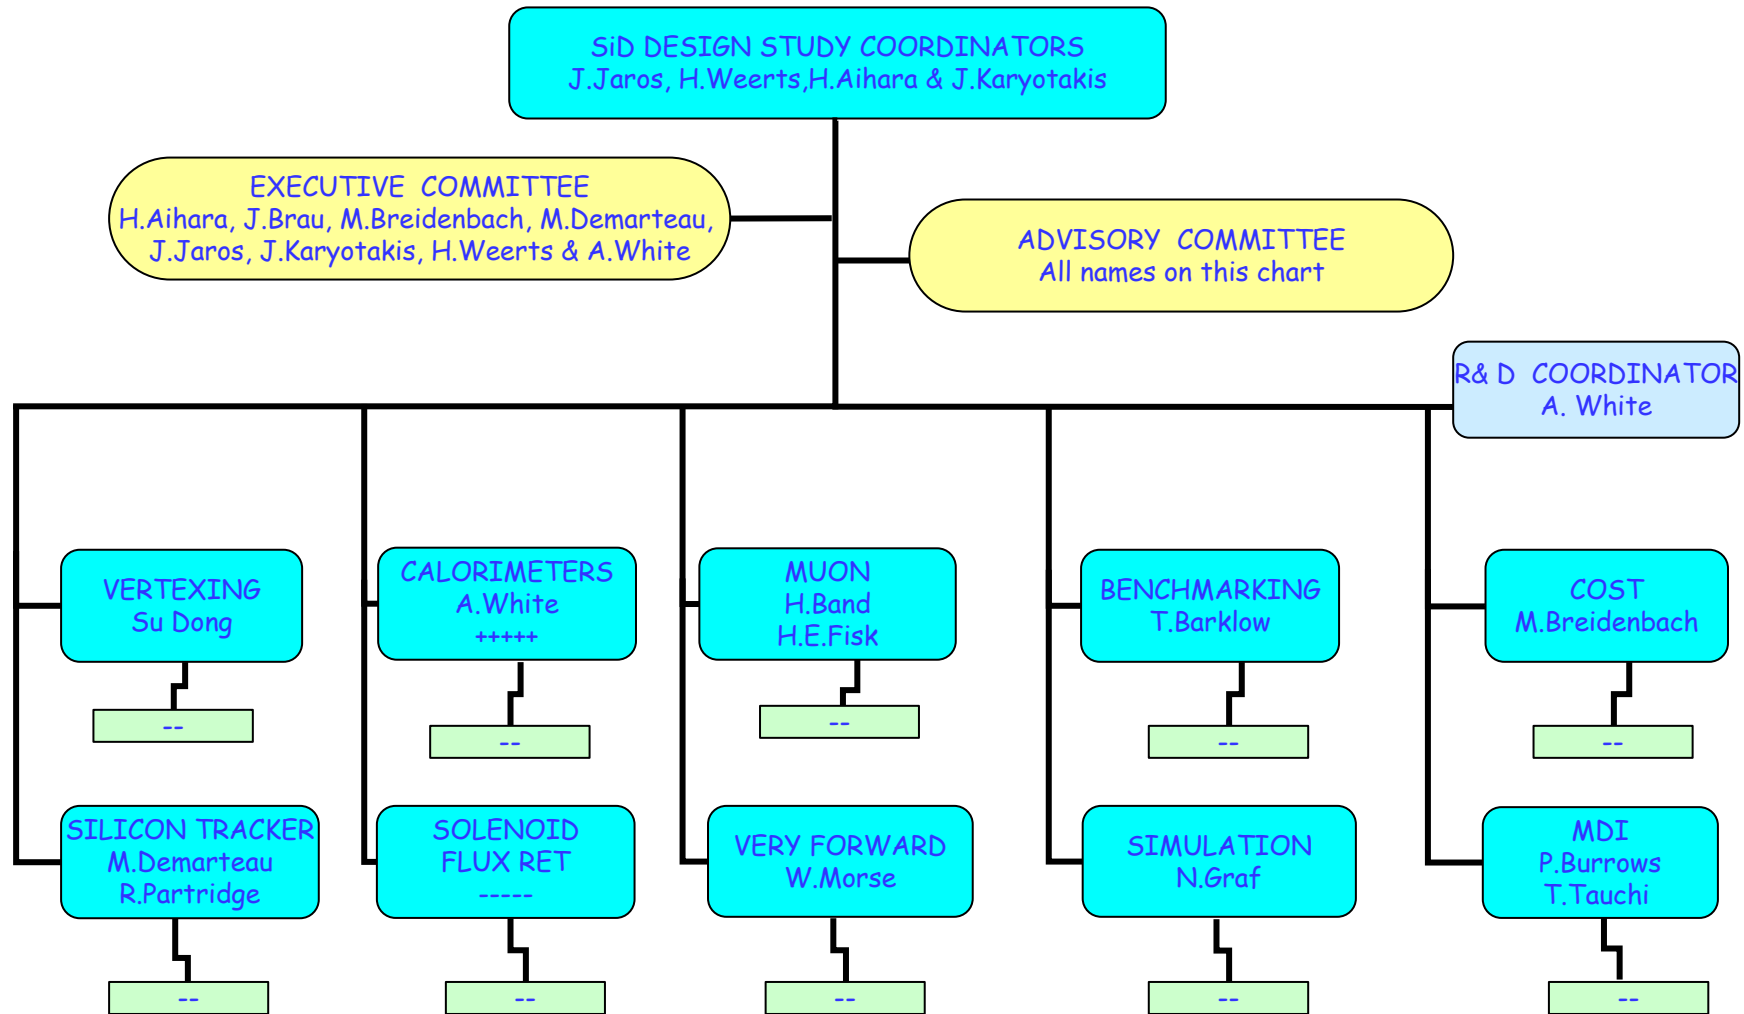 SiD DESIGN STUDY COORDINATORS
J.Jaros, H.Weerts,H.Aihara & J.Karyotakis
EXECUTIVE COMMITTEE
H.Aihara, J.Brau, M.Breidenbach, M.Demarteau,
J.Jaros, J.Karyotakis, H.Weerts & A.White
ADVISORY COMMITTEE
All names on this chart
R& D COORDINATOR
A. White
VERTEXING
Su Dong
--
CALORIMETERS
A.White
+++++
--
MUON
H.Band
H.E.Fisk
--
BENCHMARKING
T.Barklow
--
COST
M.Breidenbach
--
SILICON TRACKER
M.Demarteau
R.Partridge
--
SOLENOID
FLUX RET
-----
--
VERY FORWARD
W.Morse
--
SIMULATION
N.Graf
--
MDI
P.Burrows
T.Tauchi
--